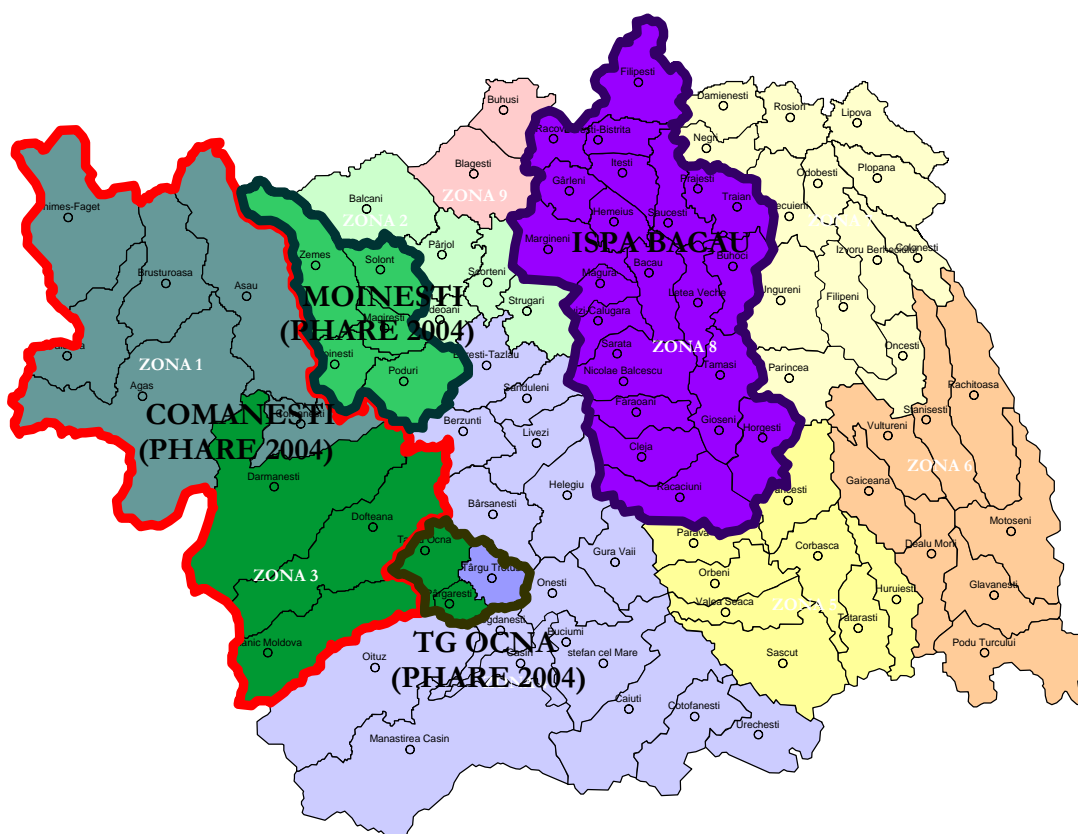 Filipesti
Buhusi
Damienesti
Rosiori
Lipova
Negri
Blagesti
Itesti
Plopana
Odobesti
Prajesti
Gârleni
ZONA 9
Traian
Balcani
Hemeius
Saucesti
ZONA 2
Izvoru Berheciului
Colonesti
Pârjol
Margineni
ISPA BACAU
Buhoci
Zemes
Solont
Bacau
Brusturoasa
Scorteni
Magura
Asau
MOINESTI
(PHARE 2004)
Strugari
Letea Veche
Filipeni
Magiresti
Sarata
ZONA 8
Oncesti
ZONA 1
Tamasi
Parincea
Poduri
Nicolae Balcescu
Agas
Sanduleni
Rachitoasa
COMANESTI
(PHARE 2004)
Comanesti
Faraoani
Stanisesti
Berzunti
Livezi
Gioseni
Vultureni
Horgesti
Cleja
ZONA 6
Darmanesti
Helegiu
Gaiceana
Racaciuni
Bârsanesti
Dofteana
Motoseni
Gura Vaii
Corbasca
Dealu Morii
Orbeni
ZONA 3
Onesti
Huruiesti
Glavanesti
Valea Seaca
ZONA 5
Tatarasti
TG OCNA
(PHARE 2004)
Oituz
stefan cel Mare
Sascut
Podu Turcului
Caiuti
Cotofanesti
Urechesti
Manastirea Casin